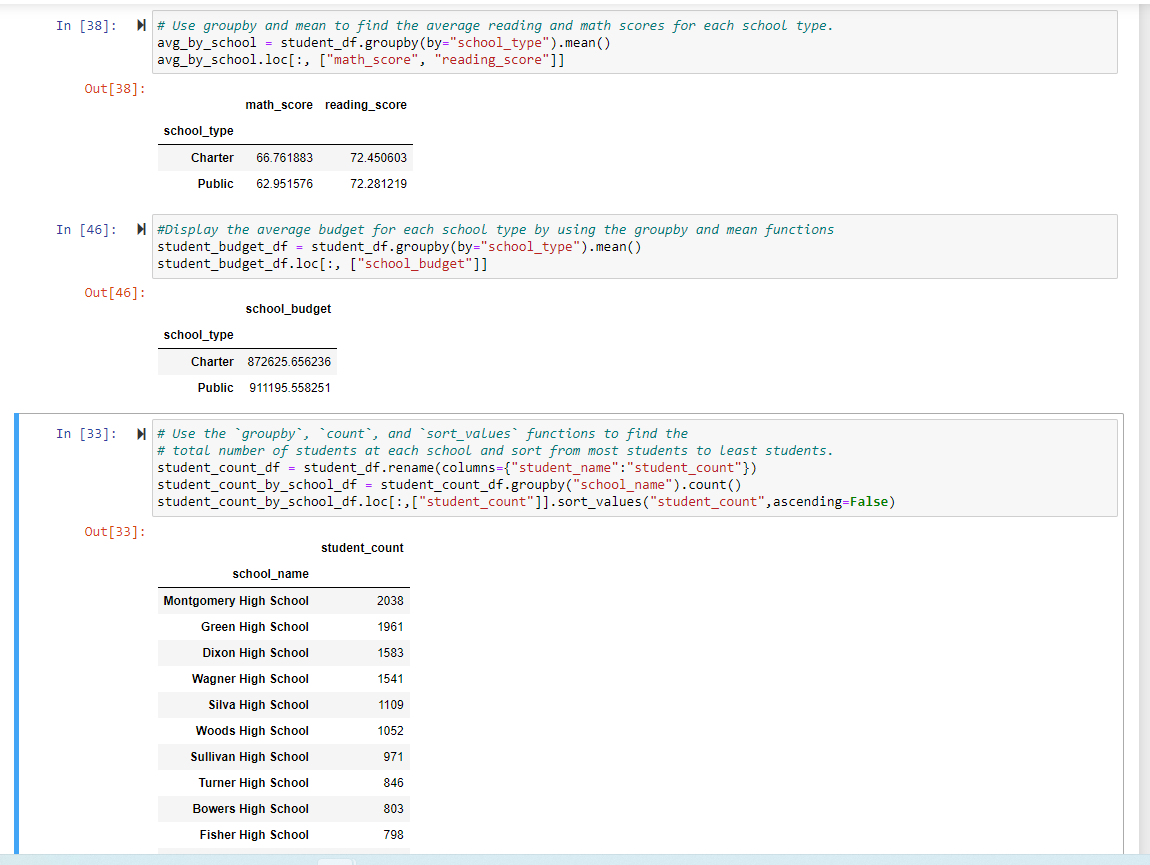 In [38]:
# Use groupby and mean to find the average reading and math scores for each school type.
avg_by_school = student_df.groupby(by="school_type").mean()
avg_by_school.loc[:, ["math_score", "reading_score"]]
Out[38]:
math_score reading_score
school_type
Charter 66.761883 72.450603
Public 62.951576 72.281219
In [46]:
#Display the average budget for each school type by using the groupby and mean functions
student_budget_df = student_df.groupby(by="school_type").mean()
student_budget_df.loc[:, ["school_budget"]]
Out[46]:
school_budget
school_type
Charter 872625.656236
Public 911195.558251
In [33]:
# Use the `groupby`, `count`, and `sort_values` functions to find the
# total number of students at each school and sort from most students to least students.
student_count_df = student_df.rename(columns={"student_name":"student_count"})
student_count_by_school_df = student_count_df.groupby("school_name").count()
student_count_by_school_df.loc[:,["student_count"]].sort_values("student_count",ascending=False)
Out[33]:
student_count
school_name
Montgomery High School 2038
Green High School 1961
Dixon High School 1583
Wagner High School 1541
Silva High School 1109
Woods High School 1052
Sullivan High School 971
Turner High School 846
Bowers High School 803
Fisher High School 798